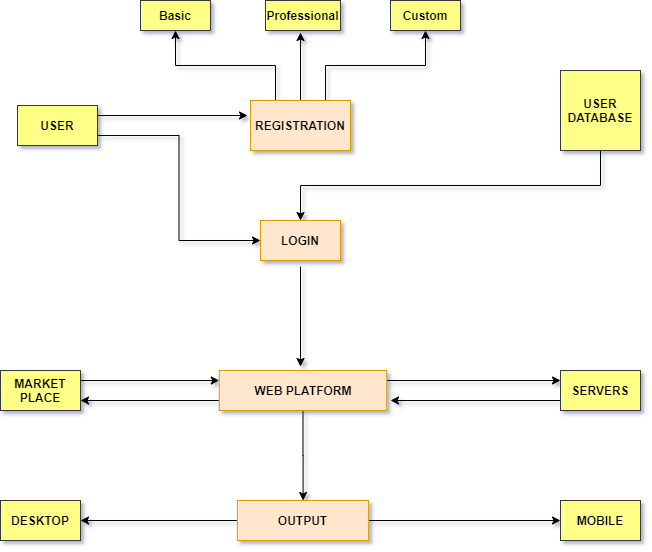 Basic
Professional
Custom
USER
REGISTRATION
USER
DATABASE
LOGIN
MARKET
PLACE
WEB PLATFORM
SERVERS
DESKTOP
OUTPUT
MOBILE